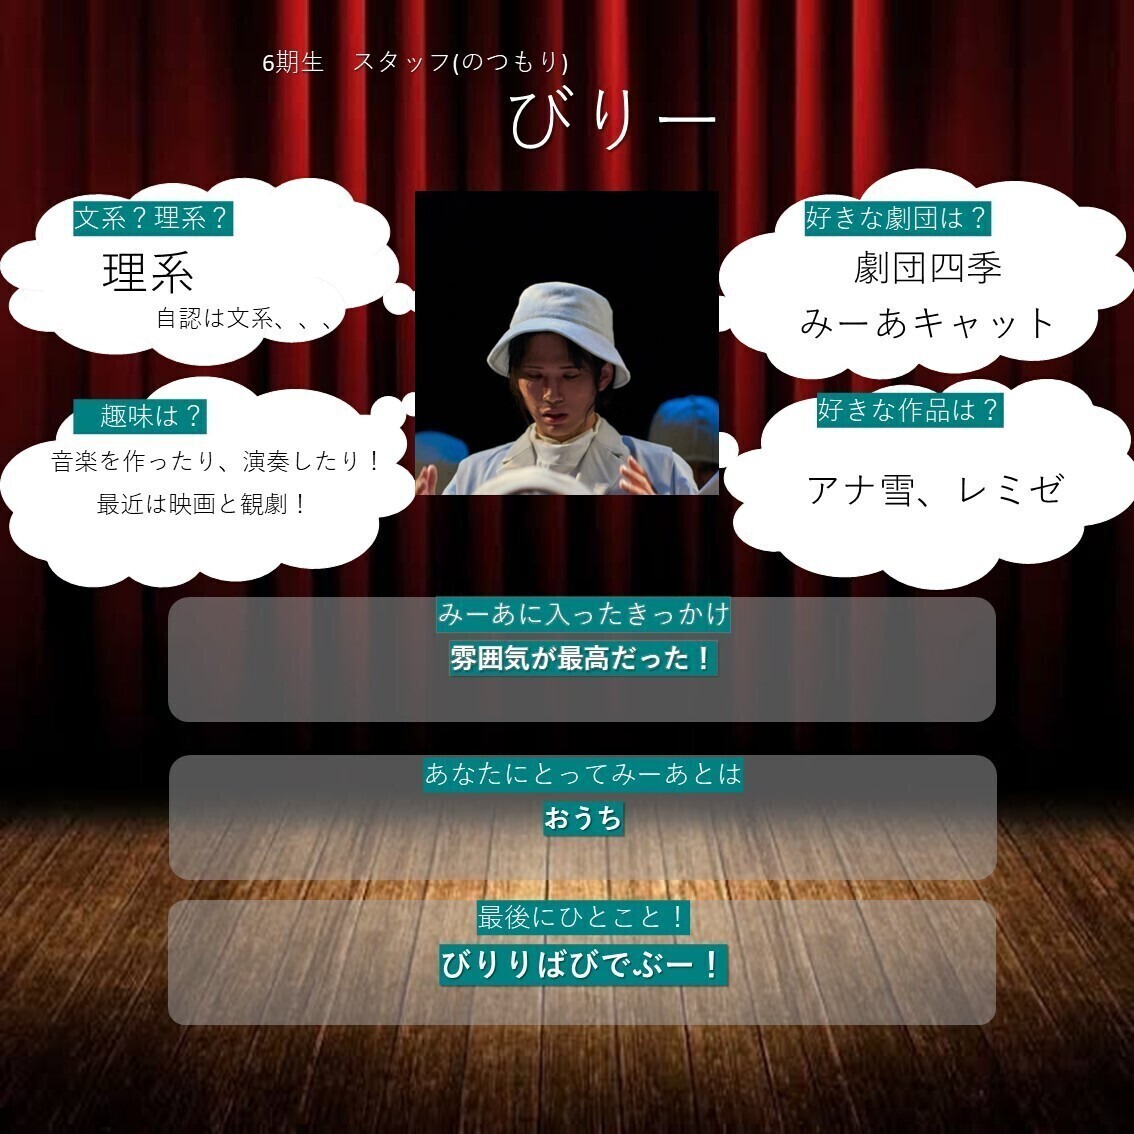 6期生　スタッフ(のつもり)
びりー
文系？理系？
理系
自認は文系、、、
好きな劇団は？
劇団四季
みーあキャット
趣味は？
音楽を作ったり、演奏したり！
最近は映画と観劇！
好きな作品は？
アナ雪、レミゼ
みーあに入ったきっかけ
雰囲気が最高だった！
あなたにとってみーあとは
おうち
最後にひとこと！
びりりばびでぶー！